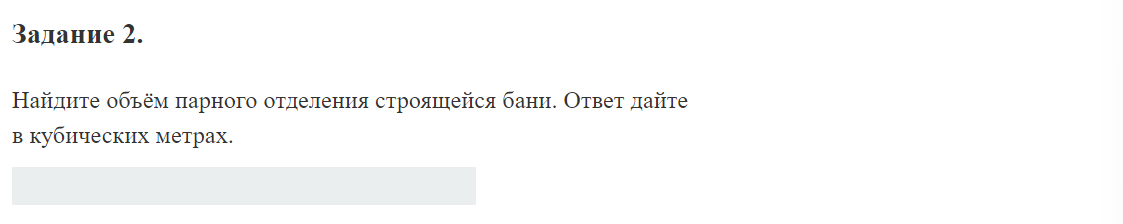 Задание 2.
Найдите объём парного отделения строящейся бани. Ответ дайте
в кубических метрах.